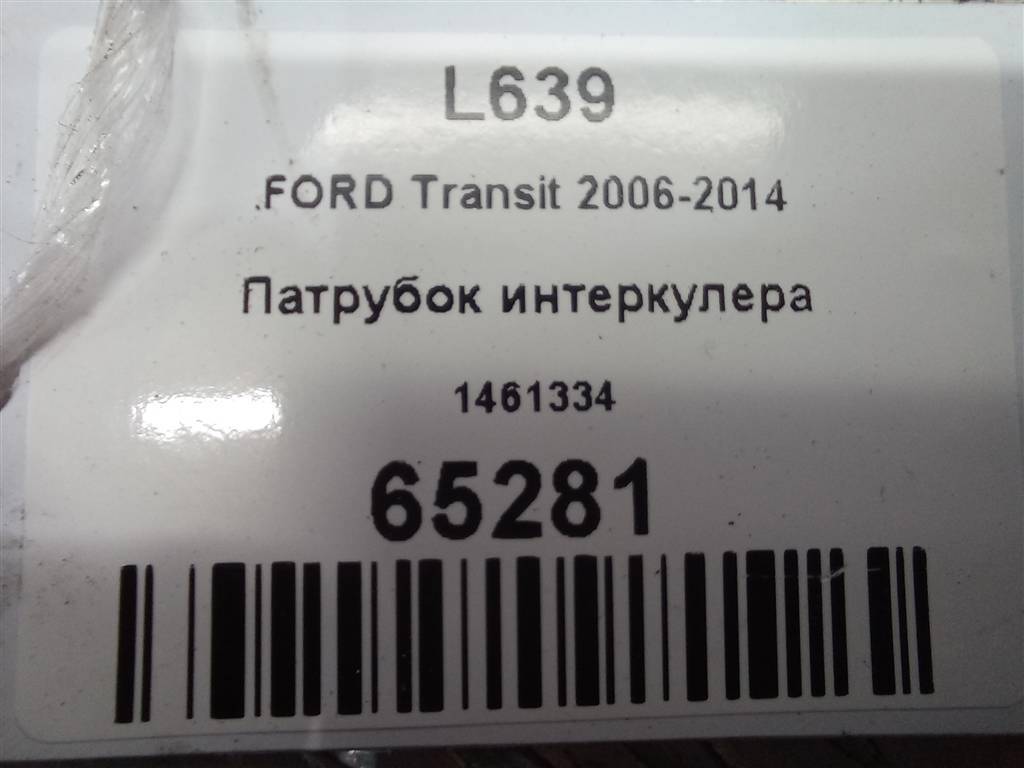 L639
FORD Transit 2006-2014
Патрубок интеркулера
1461334
65281